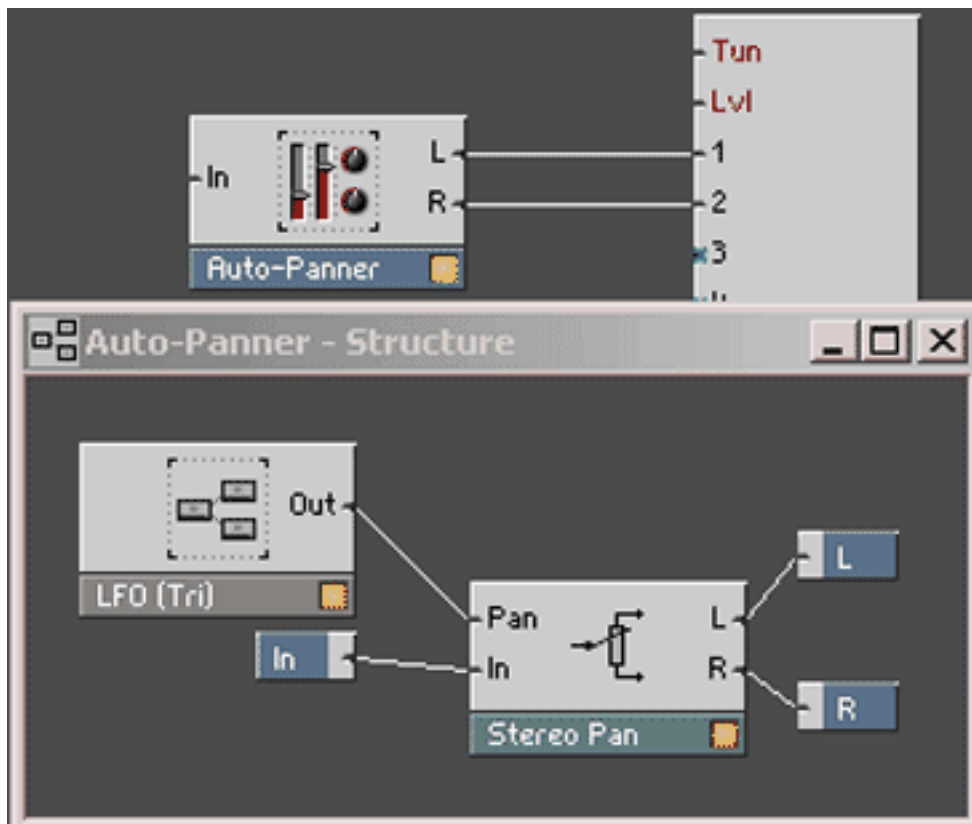 Tun
Lvl
In
L
R
1
2
3
4
Auto-Panner
Auto-Panner - Structure
Out
LFO (Tri)
In
Pan
In
L
R
L
R
Stereo Pan